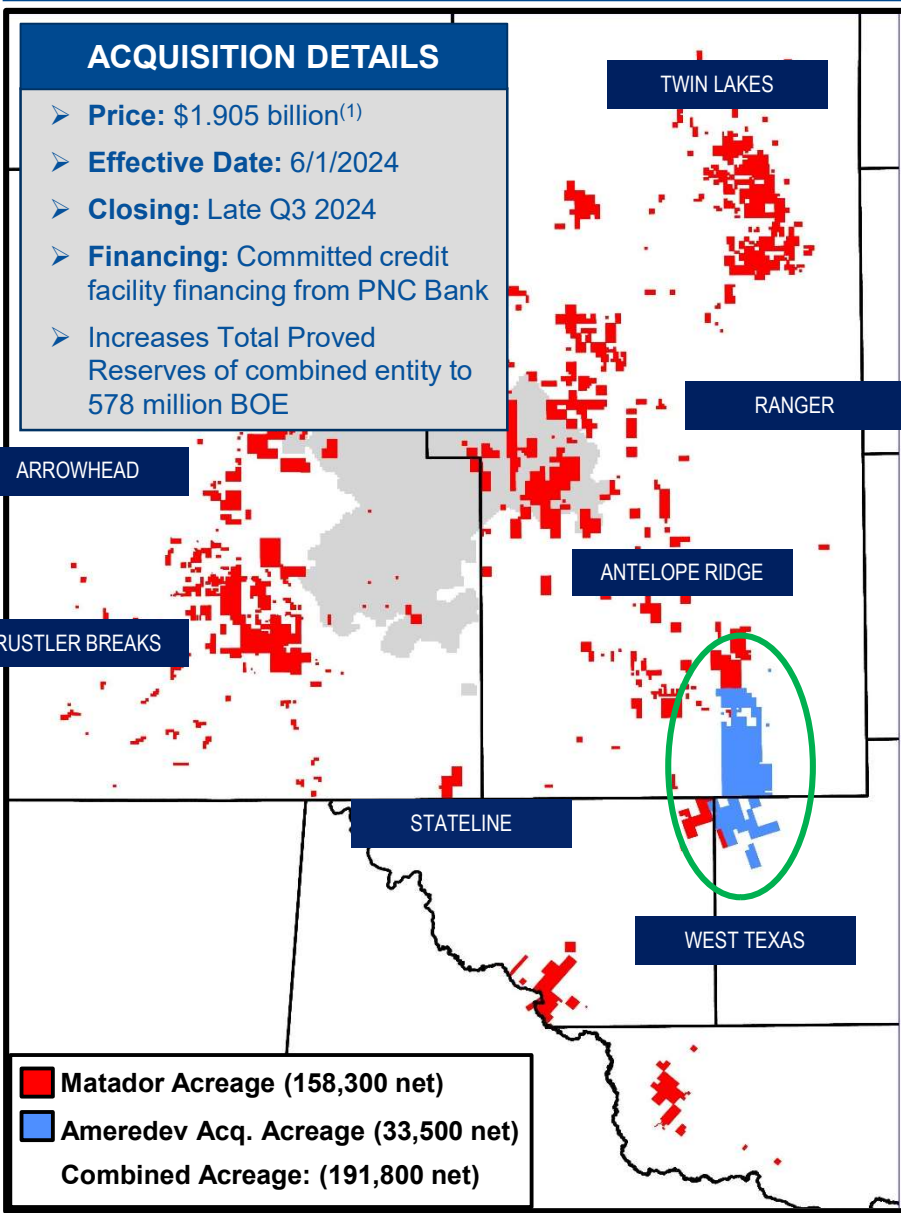 ACQUISITION DETAILS
➢ Price: $1.905 billion(1)
➢ Effective Date: 6/1/2024
➢ Closing: Late Q3 2024
➢ Financing: Committed credit
facility financing from PNC Bank
➢ Increases Total Proved
Reserves of combined entity to
578 million BOE
TWIN LAKES
RANGER
ARROWHEAD
ANTELOPE RIDGE
RUSTLER BREAKS
STATELINE
WEST TEXAS
Matador Acreage (158,300 net)
Ameredev Acq. Acreage (33,500 net)
Combined Acreage: (191,800 net)